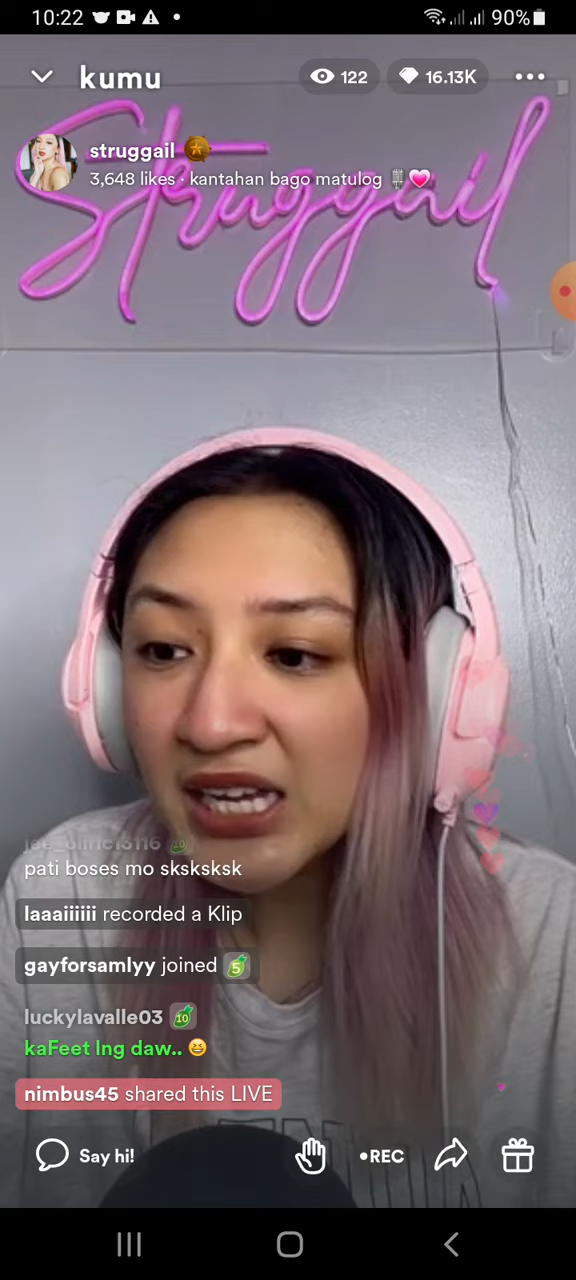 10:22
90%
kumu
122
16.13K
Struggail
struggail
3,648 likes · kantahan bago matulog 🎙️💗
10
pati boses mo sksksksk
laaaiiiiii recorded a Klip
gayforsamlyy joined 5
luckylavalle03 10
kaFeet lng daw.. 😆
nimbus45 shared this LIVE
Say hi!
•REC